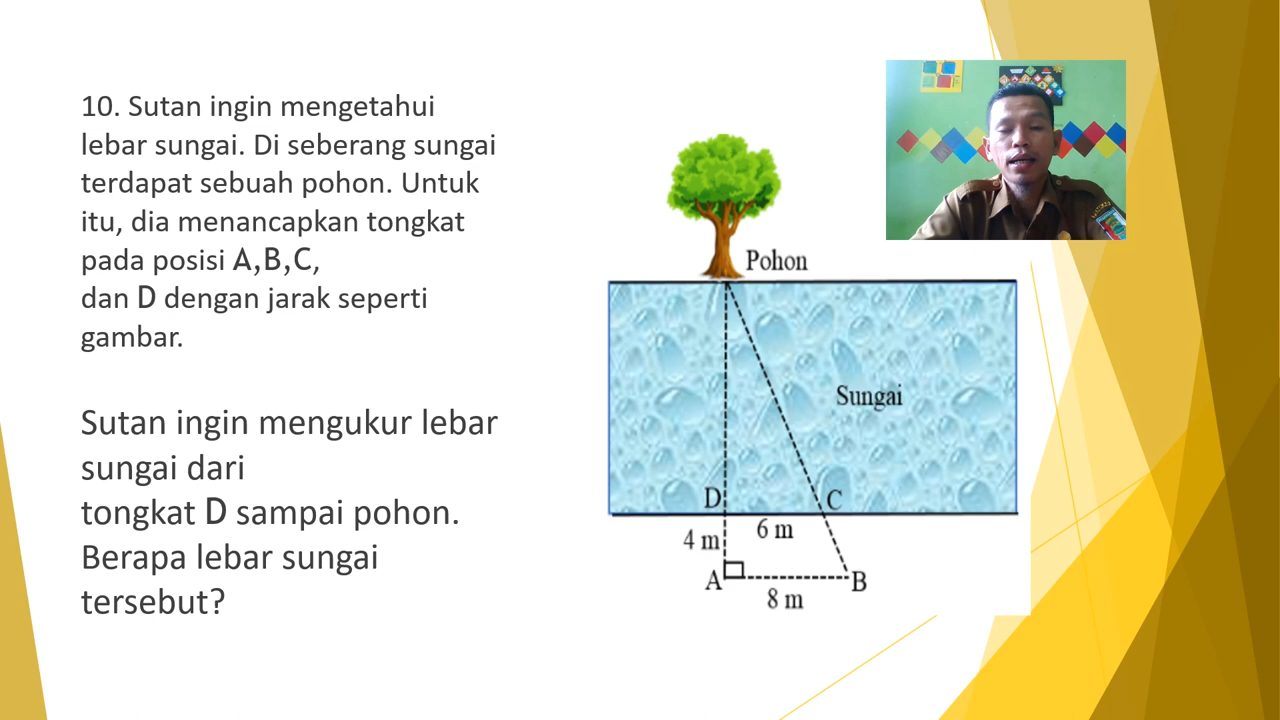 10. Sutan ingin mengetahui
lebar sungai. Di seberang sungai
terdapat sebuah pohon. Untuk
itu, dia menancapkan tongkat
pada posisi A,B,C,
dan D dengan jarak seperti
gambar.
Sutan ingin mengukur lebar
sungai dari
tongkat D sampai pohon.
Berapa lebar sungai
tersebut?
Pohon
Sungai
D
C
4 m
6 m
A
B
8 m